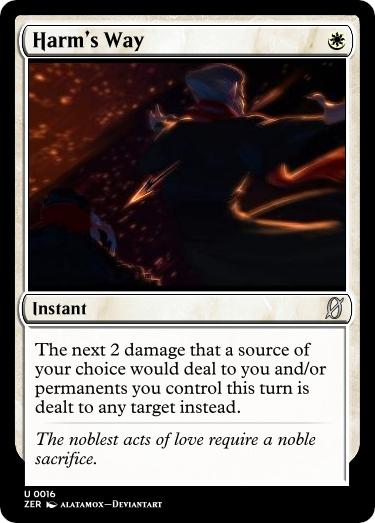 Harm's Way
Instant
The next 2 damage that a source of
your choice would deal to you and/or
permanents you control this turn is
dealt to any target instead.
The noblest acts of love require a noble
sacrifice.
U 0016
ZER ALATAMOX—DEVIANTART